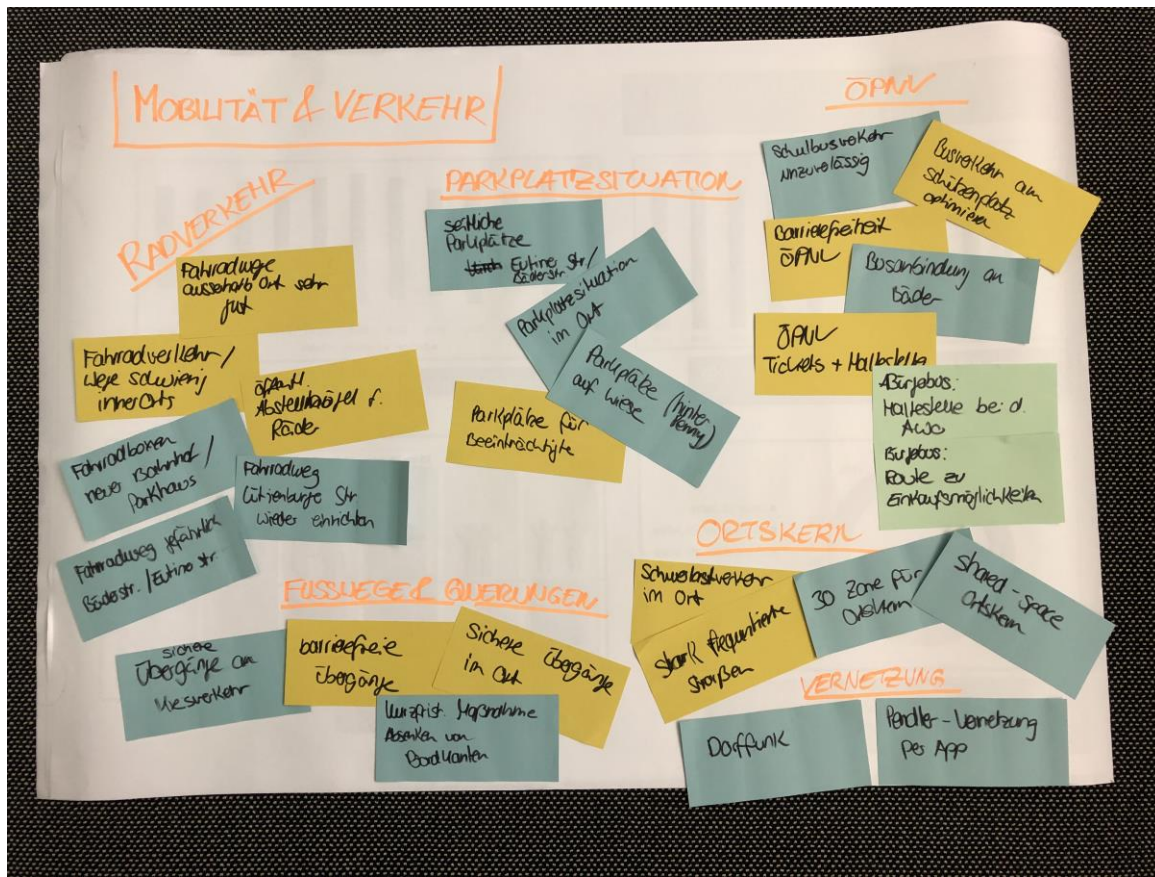 MOBILITÄT & VERKEHR
RADVERKEHR
Fahrradwege
ausserhalb Ort sehr
gut
Fahrradverkehr /
Wege schwierig
innerOrts
öffentl.
Abstellmögl. f.
Räder
Fahrradboxen
neuer Bahnhof /
Parkhaus
Fahrradweg
Lütjenburger Str.
wieder einrichten
Fahrradweg gefährlich
Bäderstr. / Eutiner Str.
PARKPLATZSITUATION
seitliche
Parkplätze
Eutiner Str /
Bäderstr.
Parkplatzsituation
im Ort
Parkplätze (hinter
Penny)
auf Wiese
Parkplätze für
Beeinträchtigte
ÖPNV
Schulbusverkehr
unzuverlässig
Busverkehr am
Schützenplatz
optimieren
Barrierefreiheit
ÖPNV
Busanbindung an
Bäder
ÖPNV
Tickets + Haltestelle
Bürgerbus:
Haltestelle bei d.
AWO
Bürgerbus:
Route zu
Einkaufsmöglichkeiten
FUSSWEGE & QUERUNGEN
sichere
Übergänge am
barrierefreie
Übergänge
Sichere Übergänge
im Ort
Kurzfrist. Maßnahme
Absenken von
Bordkanten
ORTSKERN
Schwerlastverkehr
im Ort
stark frequentierte
Straßen
30 Zone für
Ortskern
Shared-Space
Ortskern
VERNETZUNG
Dorffunk
Pendler-Vernetzung
Per App